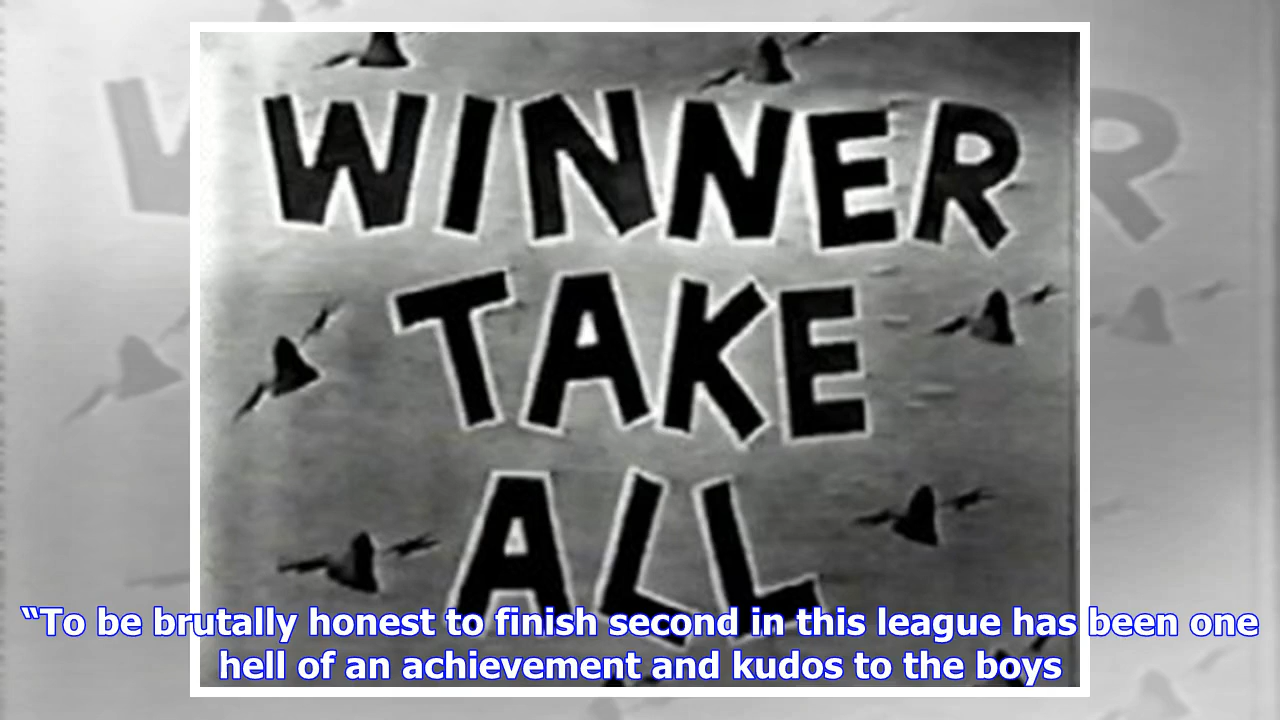 WINNER
TAKE
ALL
“To be brutally honest to finish second in this league has been one
hell of an achievement and kudos to the boys